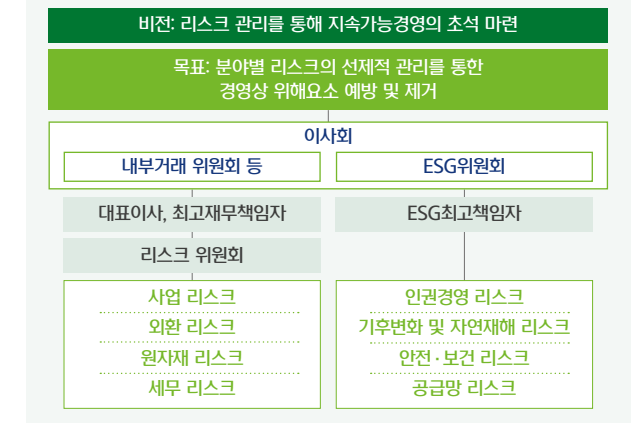 비전: 리스크 관리를 통해 지속가능경영의 초석 마련
목표: 분야별 리스크의 선제적 관리를 통한
경영상 위해요소 예방 및 제거
이사회
내부거래 위원회 등
ESG위원회
대표이사, 최고재무책임자
ESG최고책임자
리스크 위원회
사업 리스크
외환 리스크
원자재 리스크
세무 리스크
인권경영 리스크
기후변화 및 자연재해 리스크
안전·보건 리스크
공급망 리스크